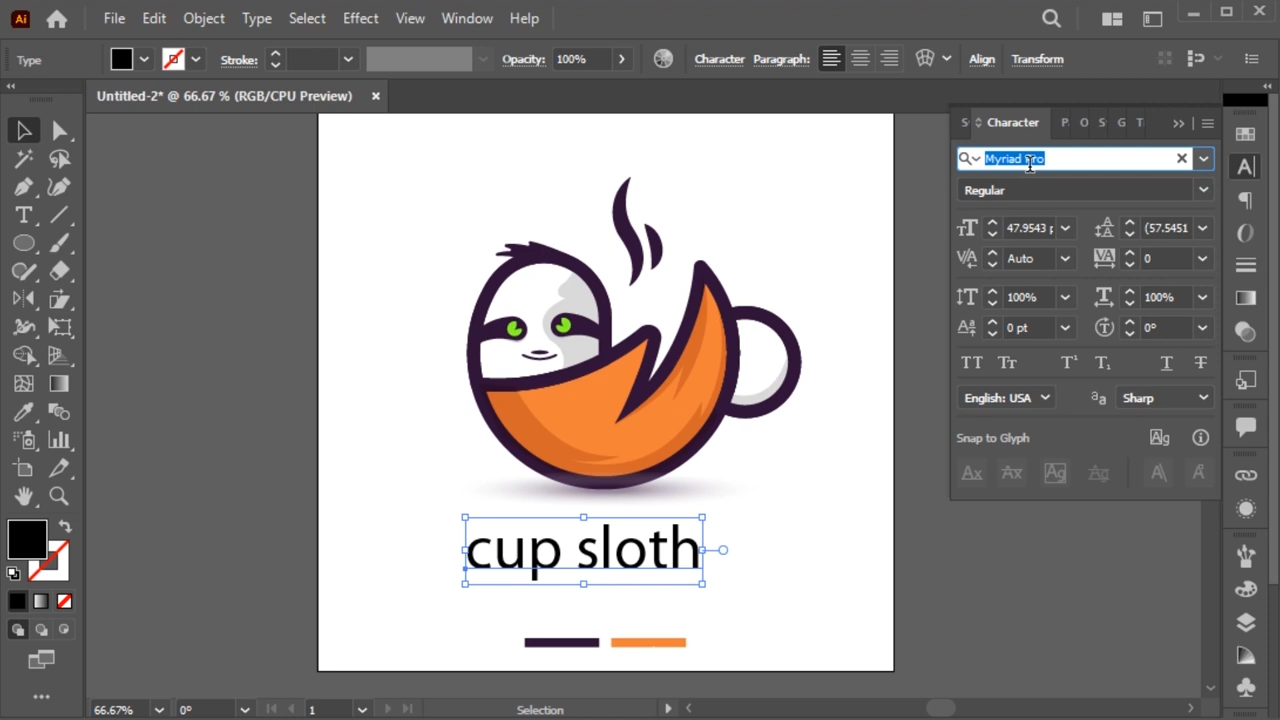 Ai File Edit Object Type Select Effect View Window Help
Type Stroke: Opacity: 100% Character Paragraph: Align Transform
Untitled-2* @ 66.67 % (RGB/CPU Preview)
S Character P O S G T
Myriad Pro
Regular
47.9543 p (57.5451
Auto 0
100% 100%
0 pt 0°
English: USA Sharp
Snap to Glyph
cup sloth
66.67% 0° 1 Selection